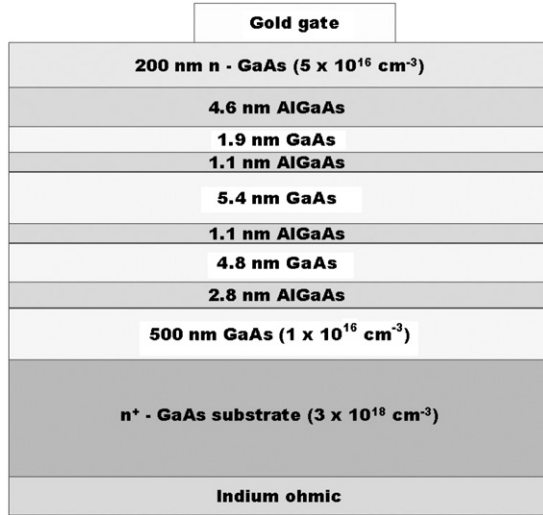 Gold gate
200 nm n - GaAs (5 x 10¹⁶ cm⁻³)
4.6 nm AlGaAs
1.9 nm GaAs
1.1 nm AlGaAs
5.4 nm GaAs
1.1 nm AlGaAs
4.8 nm GaAs
2.8 nm AlGaAs
500 nm GaAs (1 x 10¹⁶ cm⁻³)
n⁺ - GaAs substrate (3 x 10¹⁸ cm⁻³)
Indium ohmic